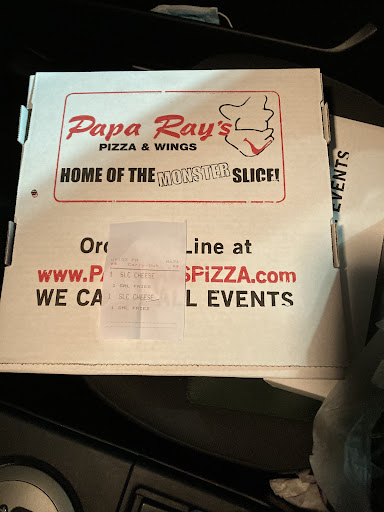 Papa Ray's
PIZZA & WINGS
HOME OF THE MONSTER SLICE!
Line at
www.PA SPiZZA.com
WE CA L EVENTS
1 SLC CHEESE
1 SML FRIES
1 SLC CHEESE
1 SML FRIES
EVENTS